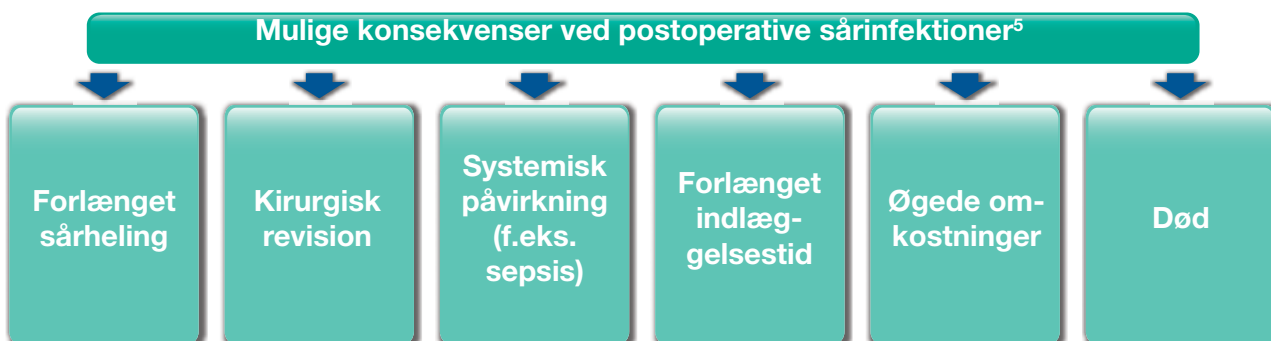 Mulige konsekvenser ved postoperative sårinfektioner⁵
Forlænget
sårheling
Kirurgisk
revision
Systemisk
påvirkning
(f.eks.
sepsis)
Forlænget
indlæg-
gelsestid
Øgede om-
kostninger
Død